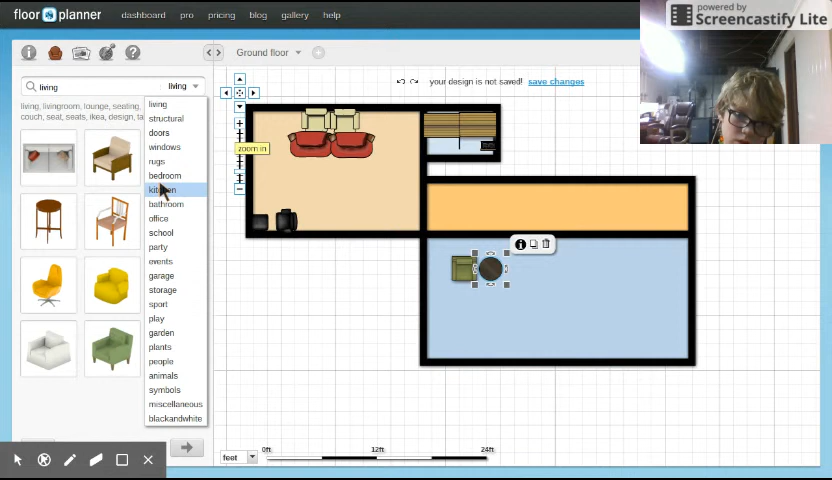 floor planner
dashboard
pro
pricing
blog
gallery
help
powered by
Screencastify Lite
Ground floor
living
living
living, livingroom, lounge, seating,
couch, seat, seats, ikea, design, ta
living
structural
doors
windows
rugs
bedroom
kitchen
bathroom
office
school
party
events
garage
storage
sport
play
garden
plants
people
animals
symbols
miscellaneous
blackandwhite
your design is not saved! save changes
zoom in
feet
0ft
12ft
24ft